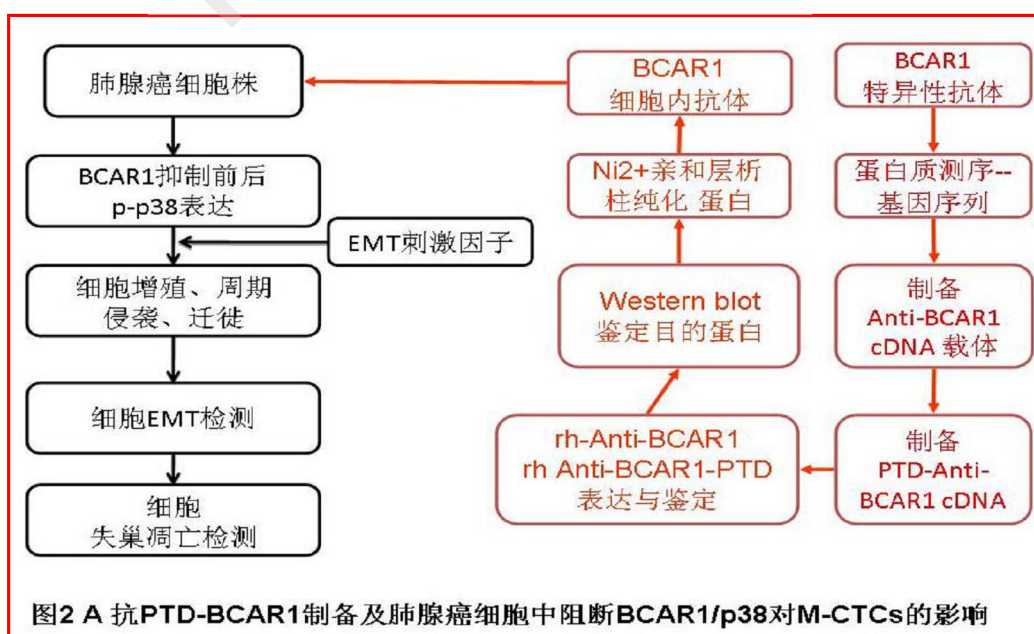 肺腺癌细胞株
BCAR1抑制前后
p-p38表达
EMT刺激因子
细胞增殖、周期
侵袭、迁徙
细胞EMT检测
细胞
失巢凋亡检测
BCAR1
细胞内抗体
Ni2+亲和层析
柱纯化 蛋白
Western blot
鉴定目的蛋白
rh-Anti-BCAR1
rh Anti-BCAR1-PTD
表达与鉴定
BCAR1
特异性抗体
蛋白质测序--
基因序列
制备
Anti-BCAR1
cDNA 载体
制备
PTD-Anti-
BCAR1 cDNA
图2 A 抗PTD-BCAR1制备及肺腺癌细胞中阻断BCAR1/p38对M-CTCs的影响